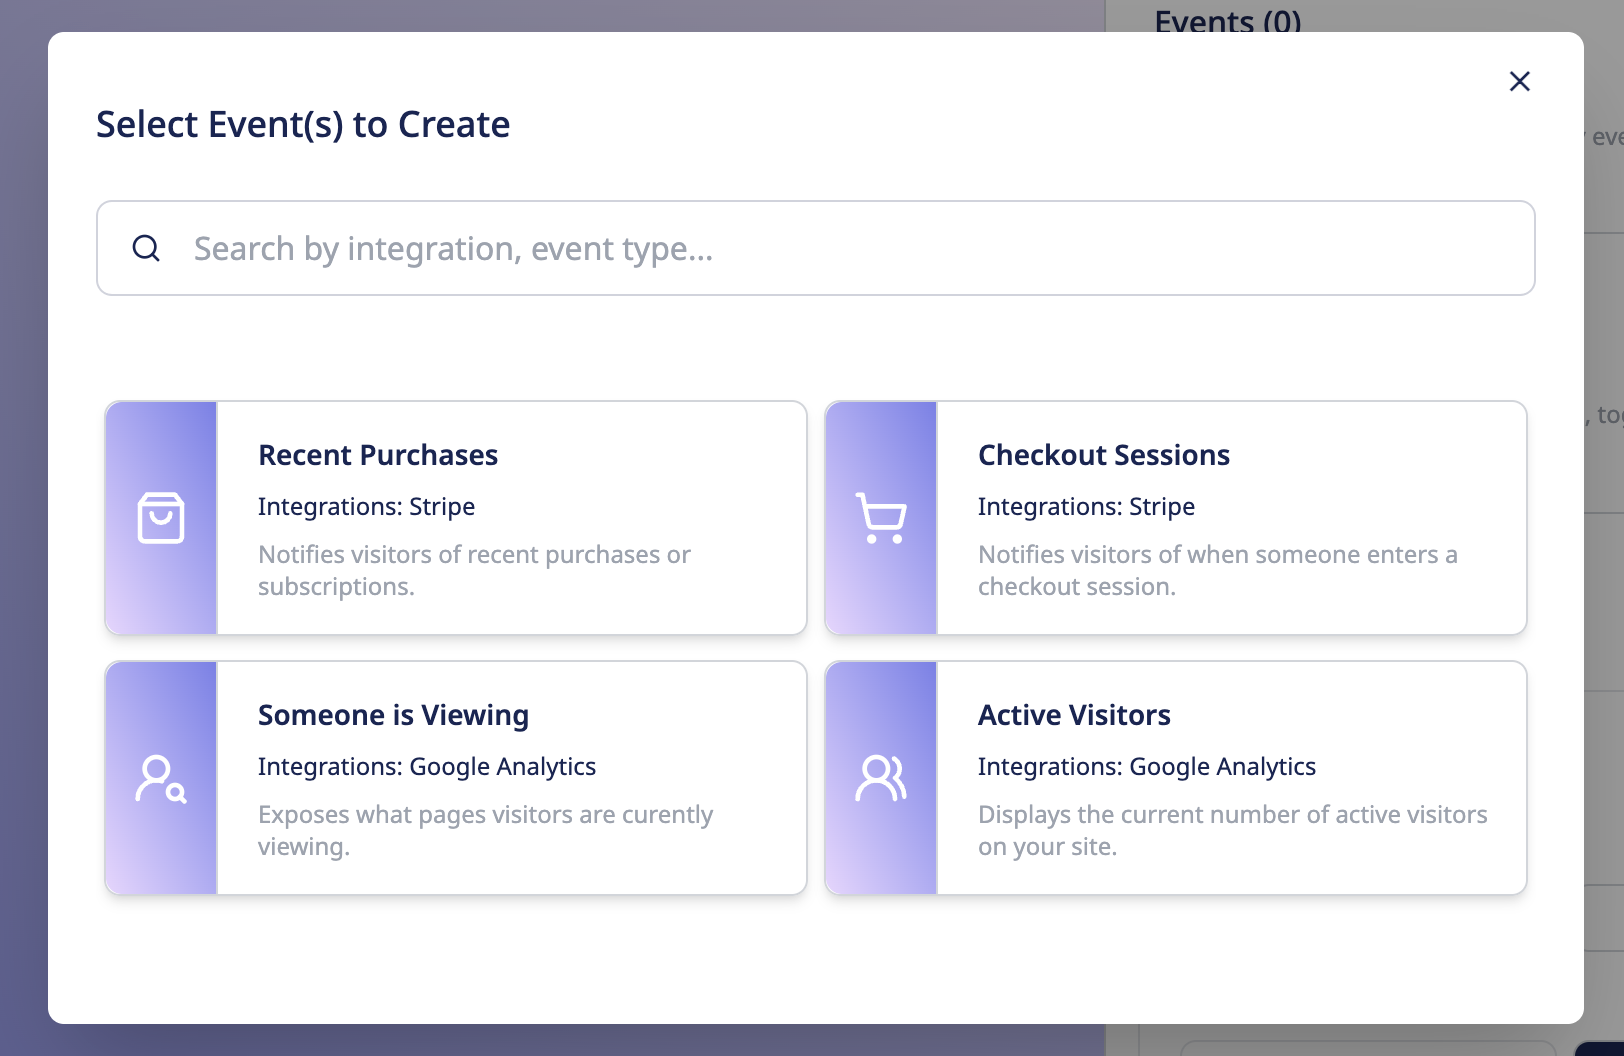 Events (0)
Select Event(s) to Create
eve
Search by integration, event type...
, tog
Recent Purchases
Integrations: Stripe
Notifies visitors of recent purchases or
subscriptions.
Checkout Sessions
Integrations: Stripe
Notifies visitors of when someone enters a
checkout session.
Someone is Viewing
Integrations: Google Analytics
Exposes what pages visitors are curently
viewing.
Active Visitors
Integrations: Google Analytics
Displays the current number of active visitors
on your site.